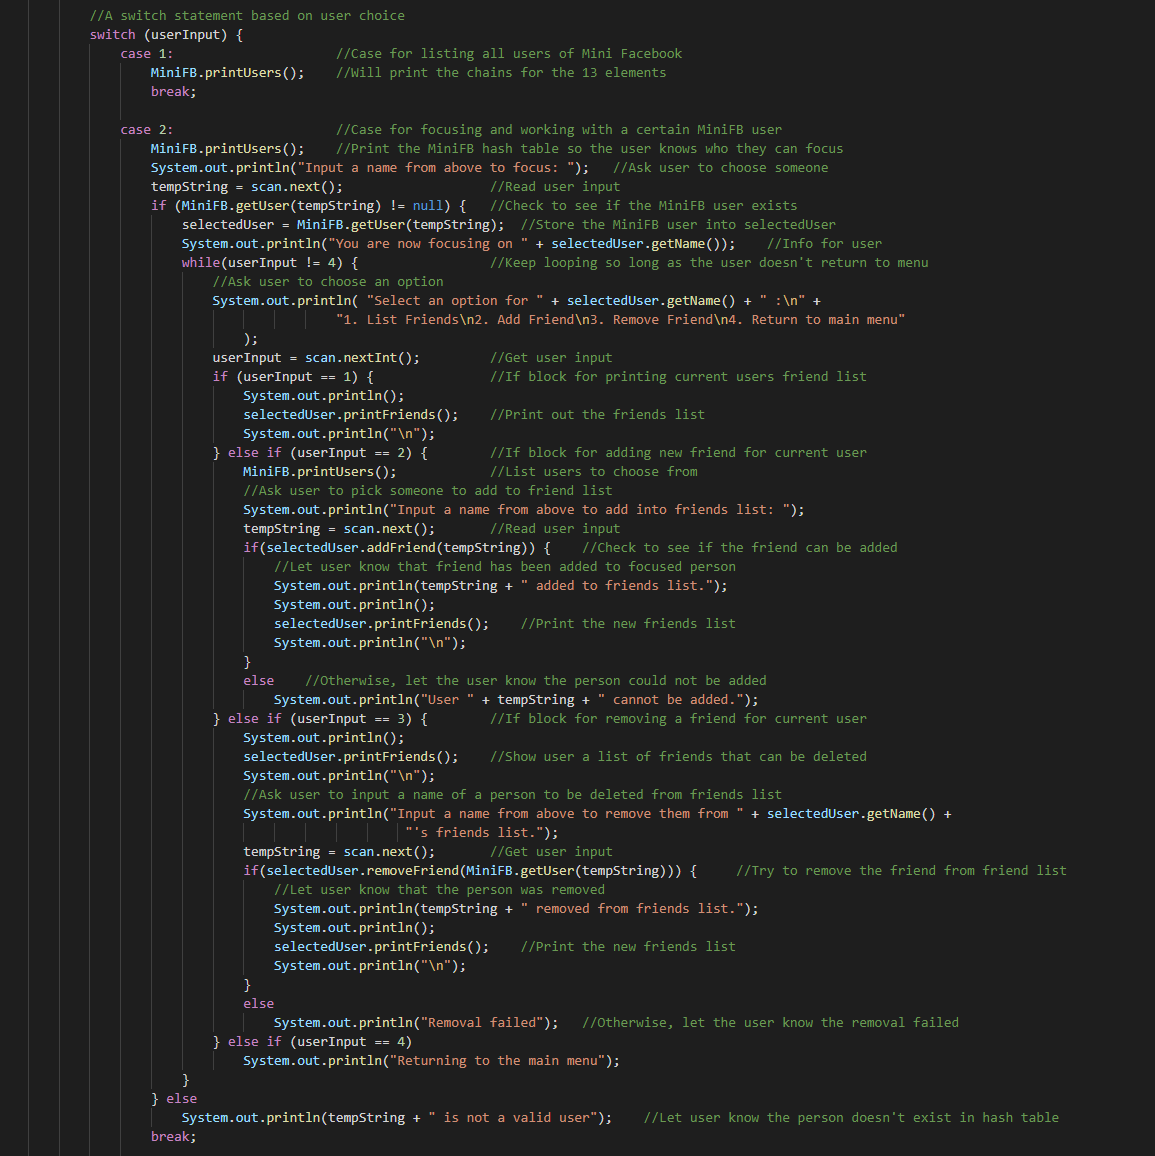 //A switch statement based on user choice
switch (userInput) {
case 1: //Case for listing all users of Mini Facebook
MiniFB.printUsers(); //Will print the chains for the 13 elements
break;
case 2: //Case for focusing and working with a certain MiniFB user
MiniFB.printUsers(); //Print the MiniFB hash table so the user knows who they can focus
System.out.println("Input a name from above to focus: "); //Ask user to choose someone
tempString = scan.next(); //Read user input
if (MiniFB.getUser(tempString) != null) { //Check to see if the MiniFB user exists
selectedUser = MiniFB.getUser(tempString); //Store the MiniFB user into selectedUser
System.out.println("You are now focusing on " + selectedUser.getName()); //Info for user
while(userInput != 4) { //Keep looping so long as the user doesn't return to menu
//Ask user to choose an option
System.out.println( "Select an option for " + selectedUser.getName() + " :\n" +
"1. List Friends\n2. Add Friend\n3. Remove Friend\n4. Return to main menu"
);
userInput = scan.nextInt(); //Get user input
if (userInput == 1) { //If block for printing current users friend list
System.out.println();
selectedUser.printFriends(); //Print out the friends list
System.out.println("\n");
} else if (userInput == 2) { //If block for adding new friend for current user
MiniFB.printUsers(); //List users to choose from
//Ask user to pick someone to add to friend list
System.out.println("Input a name from above to add into friends list: ");
tempString = scan.next(); //Read user input
if(selectedUser.addFriend(tempString)) { //Check to see if the friend can be added
//Let user know that friend has been added to focused person
System.out.println(tempString + " added to friends list.");
System.out.println();
selectedUser.printFriends(); //Print the new friends list
System.out.println("\n");
}
else //Otherwise, let the user know the person could not be added
System.out.println("User " + tempString + " cannot be added.");
} else if (userInput == 3) { //If block for removing a friend for current user
System.out.println();
selectedUser.printFriends(); //Show user a list of friends that can be deleted
System.out.println("\n");
//Ask user to input a name of a person to be deleted from friends list
System.out.println("Input a name from above to remove them from " + selectedUser.getName() +
"'s friends list.");
tempString = scan.next(); //Get user input
if(selectedUser.removeFriend(MiniFB.getUser(tempString))) { //Try to remove the friend from friend list
//Let user know that the person was removed
System.out.println(tempString + " removed from friends list.");
System.out.println();
selectedUser.printFriends(); //Print the new friends list
System.out.println("\n");
}
else
System.out.println("Removal failed"); //Otherwise, let the user know the removal failed
} else if (userInput == 4)
System.out.println("Returning to the main menu");
}
} else
System.out.println(tempString + " is not a valid user"); //Let user know the person doesn't exist in hash table
break;